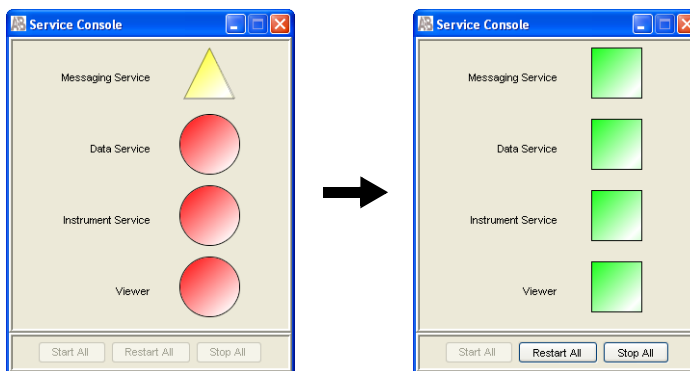 Service Console
Messaging Service
Data Service
Instrument Service
Viewer
Start All Restart All Stop All
Service Console
Messaging Service
Data Service
Instrument Service
Viewer
Start All Restart All Stop All